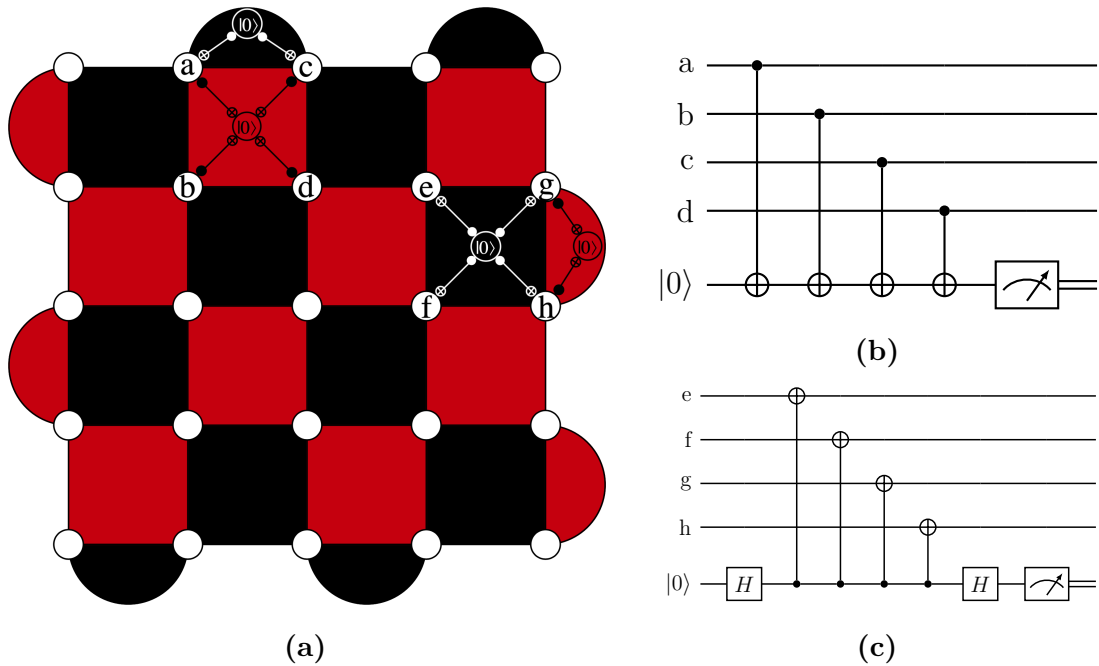 |0⟩
a c
|0⟩
b d e g
|0⟩ |0⟩
f h
(a)
a
b
c
d
|0⟩
(b)
e
f
g
h
|0⟩ H H
(c)